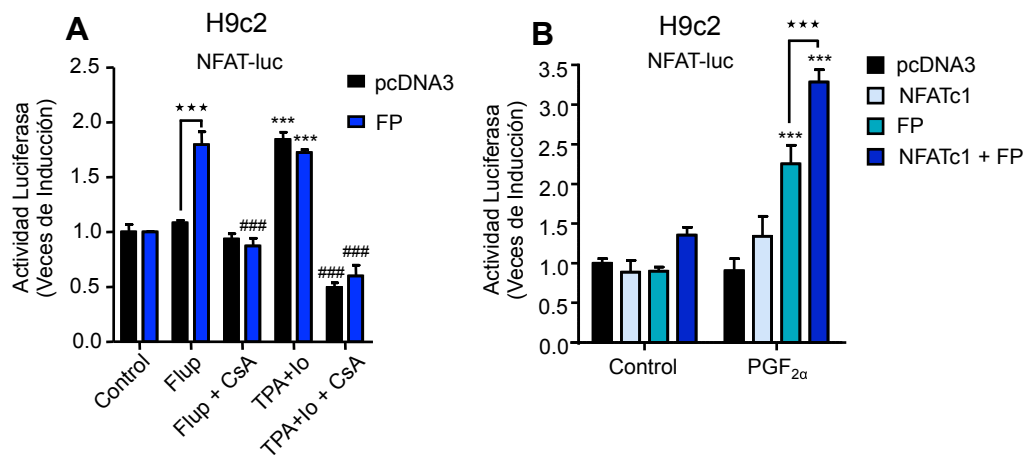 A
H9c2
NFAT-luc
pcDNA3
FP
Actividad Luciferasa
(Veces de Inducción)
2.5
2.0
1.5
1.0
0.5
0.0
★★★
###
***
***
###
###
Control
Flup
Flup + CsA
TPA+Io
TPA+Io + CsA
B
H9c2
NFAT-luc
pcDNA3
NFATc1
FP
NFATc1 + FP
Actividad Luciferasa
(Veces de Inducción)
3.5
3.0
2.5
2.0
1.5
1.0
0.5
0.0
★★★
***
***
Control
PGF2α